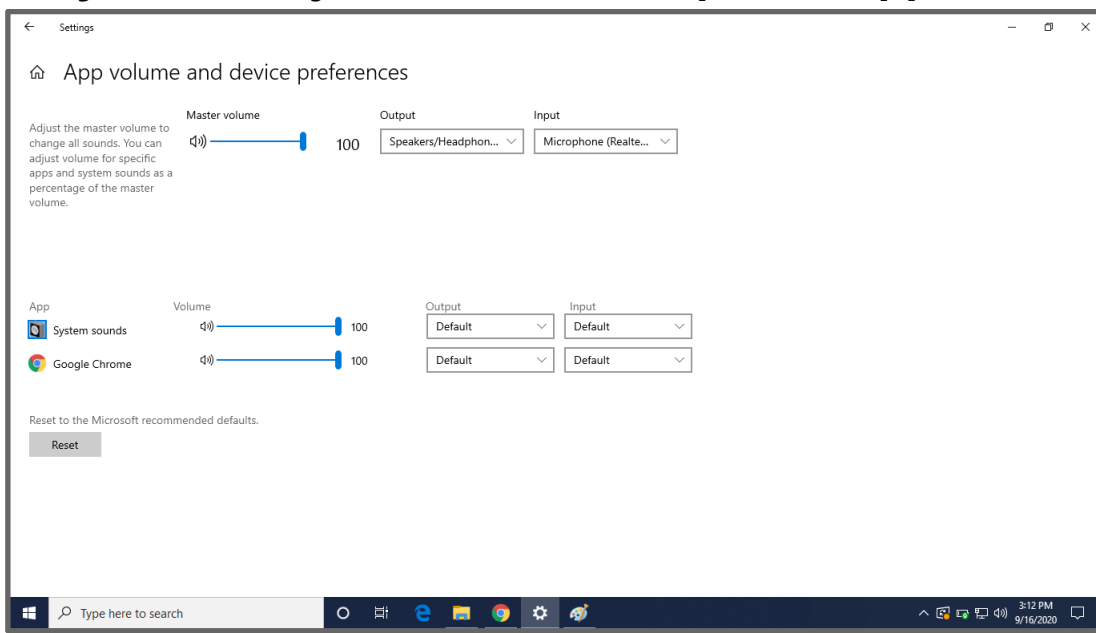 Settings
App volume and device preferences
Adjust the master volume to
change all sounds. You can
adjust volume for specific
apps and system sounds as a
percentage of the master
volume.
Master volume
100
Output
Speakers/Headphon...
Input
Microphone (Realte...
App Volume Output Input
System sounds 100 Default Default
Google Chrome 100 Default Default
Reset to the Microsoft recommended defaults.
Reset
Type here to search
3:12 PM
9/16/2020